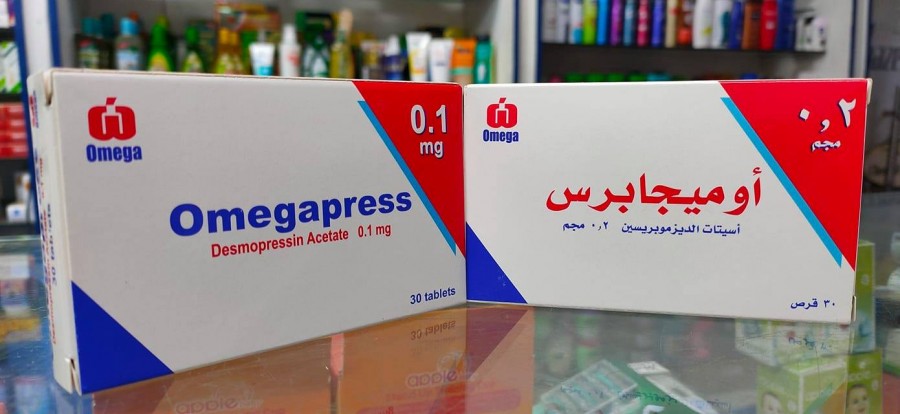 Omega
0.1
mg
Omegapress
Desmopressin Acetate 0.1 mg
30 tablets
Omega
٠,٢
مجم
أوميجابرس
أسيتات الديزموبريسين ٠,٢ مجم
٣٠ قرص
apple